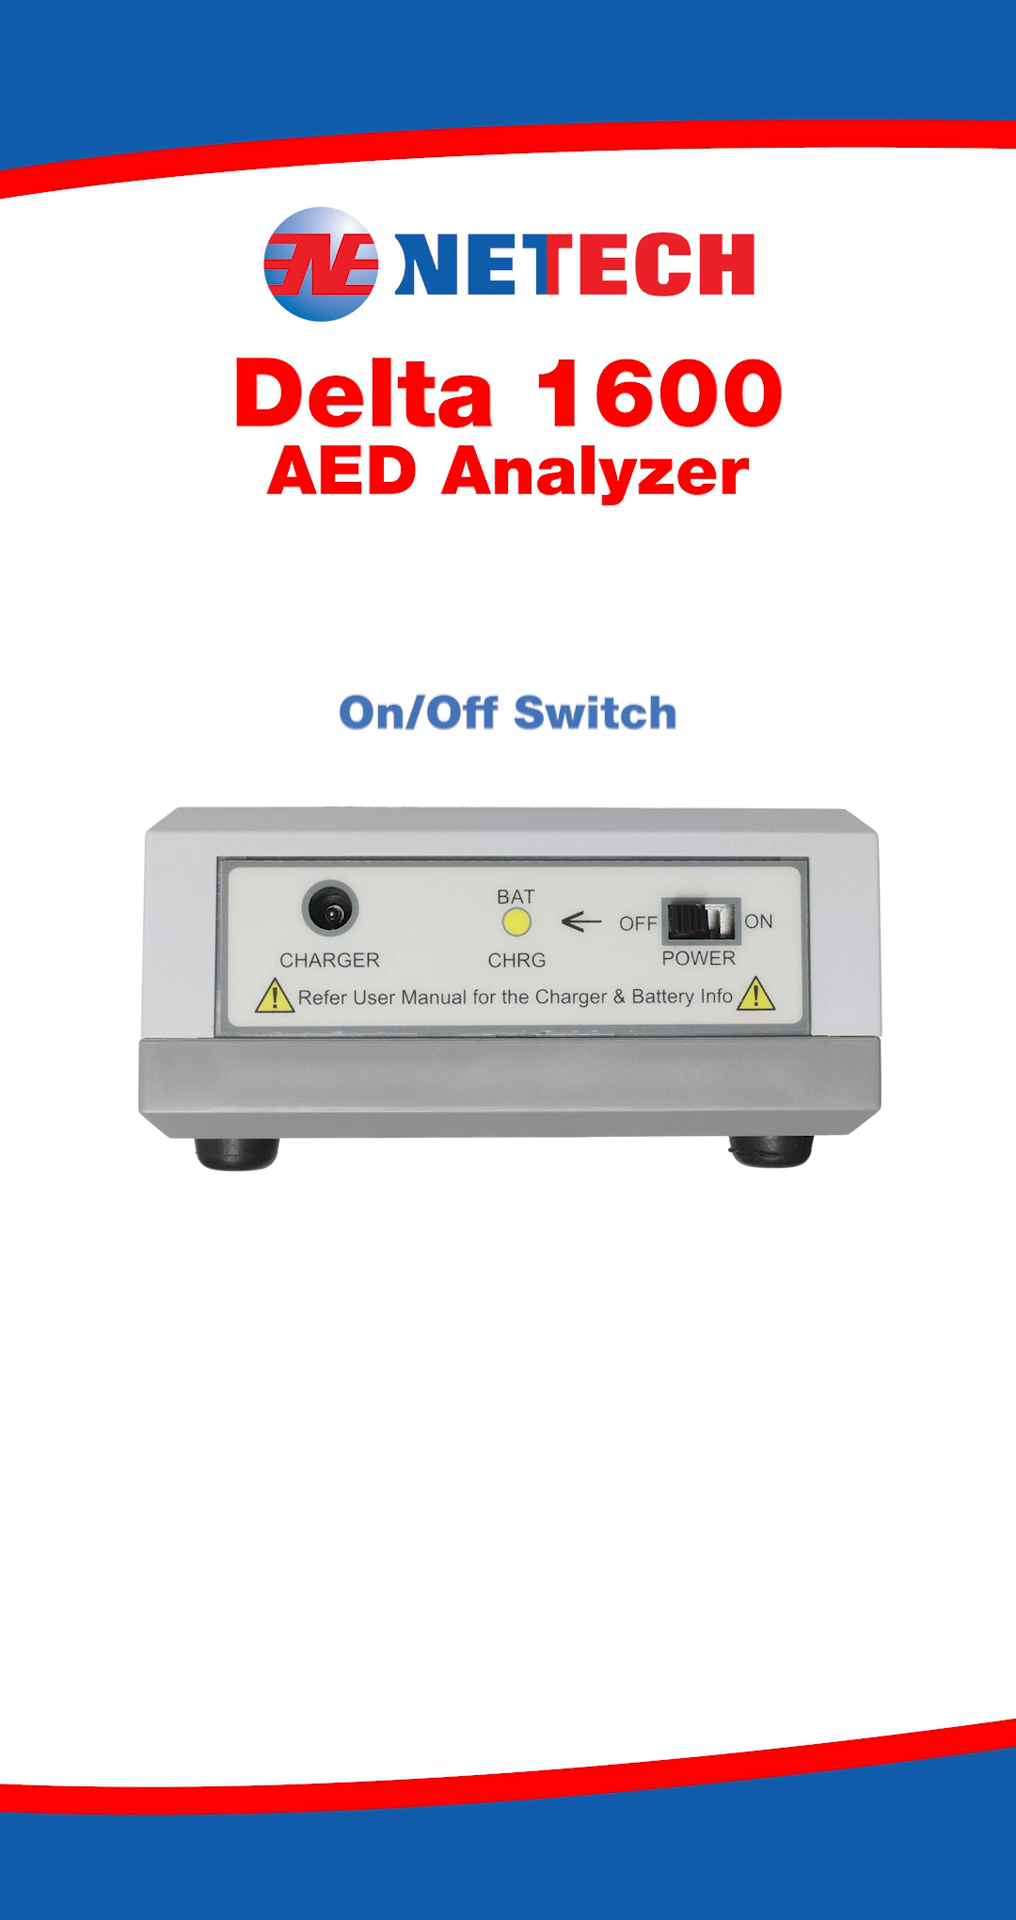 NE NETECH
Delta 1600
AED Analyzer
On/Off Switch
BAT
OFF
ON
CHARGER
CHRG
POWER
Refer User Manual for the Charger & Battery Info